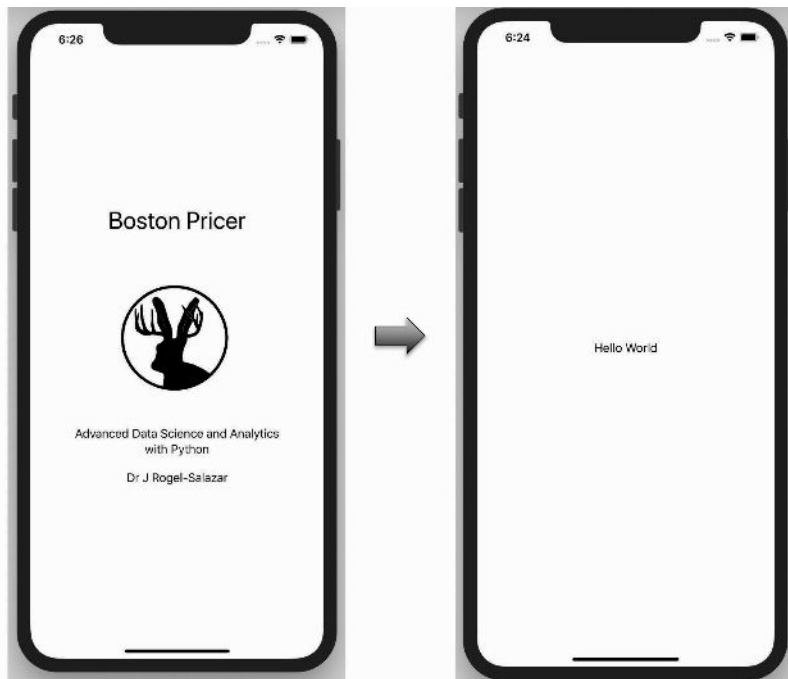 6:26
Boston Pricer
Advanced Data Science and Analytics
with Python
Dr J Rogel-Salazar
6:24
Hello World